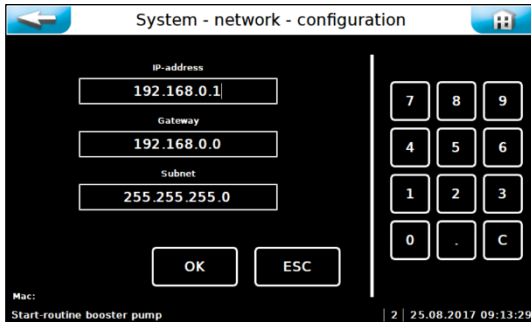 System - network - configuration
IP-address
192.168.0.1
Gateway
192.168.0.0
Subnet
255.255.255.0
7 8 9
4 5 6
1 2 3
0 . C
OK ESC
Mac:
Start-routine booster pump 2 25.08.2017 09:13:29